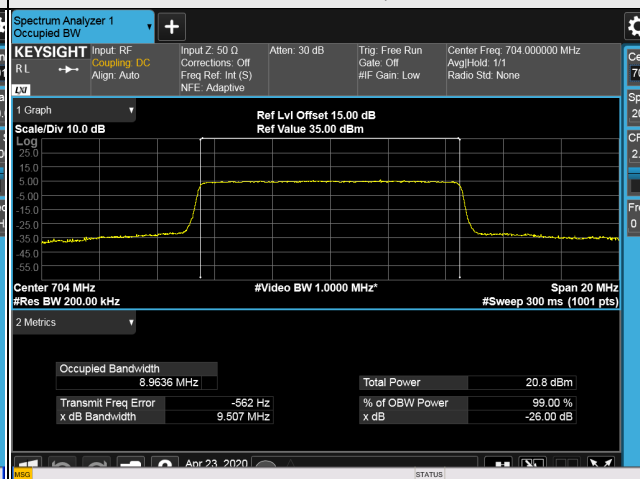 Spectrum Analyzer 1
Occupied BW
KEYSIGHT Input: RF Input Z: 50 Ω Atten: 30 dB Trig: Free Run Center Freq: 704.000000 MHz
RL Coupling: DC Corrections: Off Gate: Off Avg|Hold: 1/1
Align: Auto Freq Ref: Int (S) #IF Gain: Low Radio Std: None
LXI NFE: Adaptive
1 Graph Ref Lvl Offset 15.00 dB
Scale/Div 10.0 dB Ref Value 35.00 dBm
Log
25.0
15.0
5.00
-5.00
-15.0
-25.0
-35.0
-45.0
-55.0
Center 704 MHz #Video BW 1.0000 MHz* Span 20 MHz
#Res BW 200.00 kHz #Sweep 300 ms (1001 pts)
2 Metrics
Occupied Bandwidth
8.9636 MHz Total Power 20.8 dBm
Transmit Freq Error -562 Hz % of OBW Power 99.00 %
x dB Bandwidth 9.507 MHz x dB -26.00 dB
Apr 23, 2020
MSG STATUS